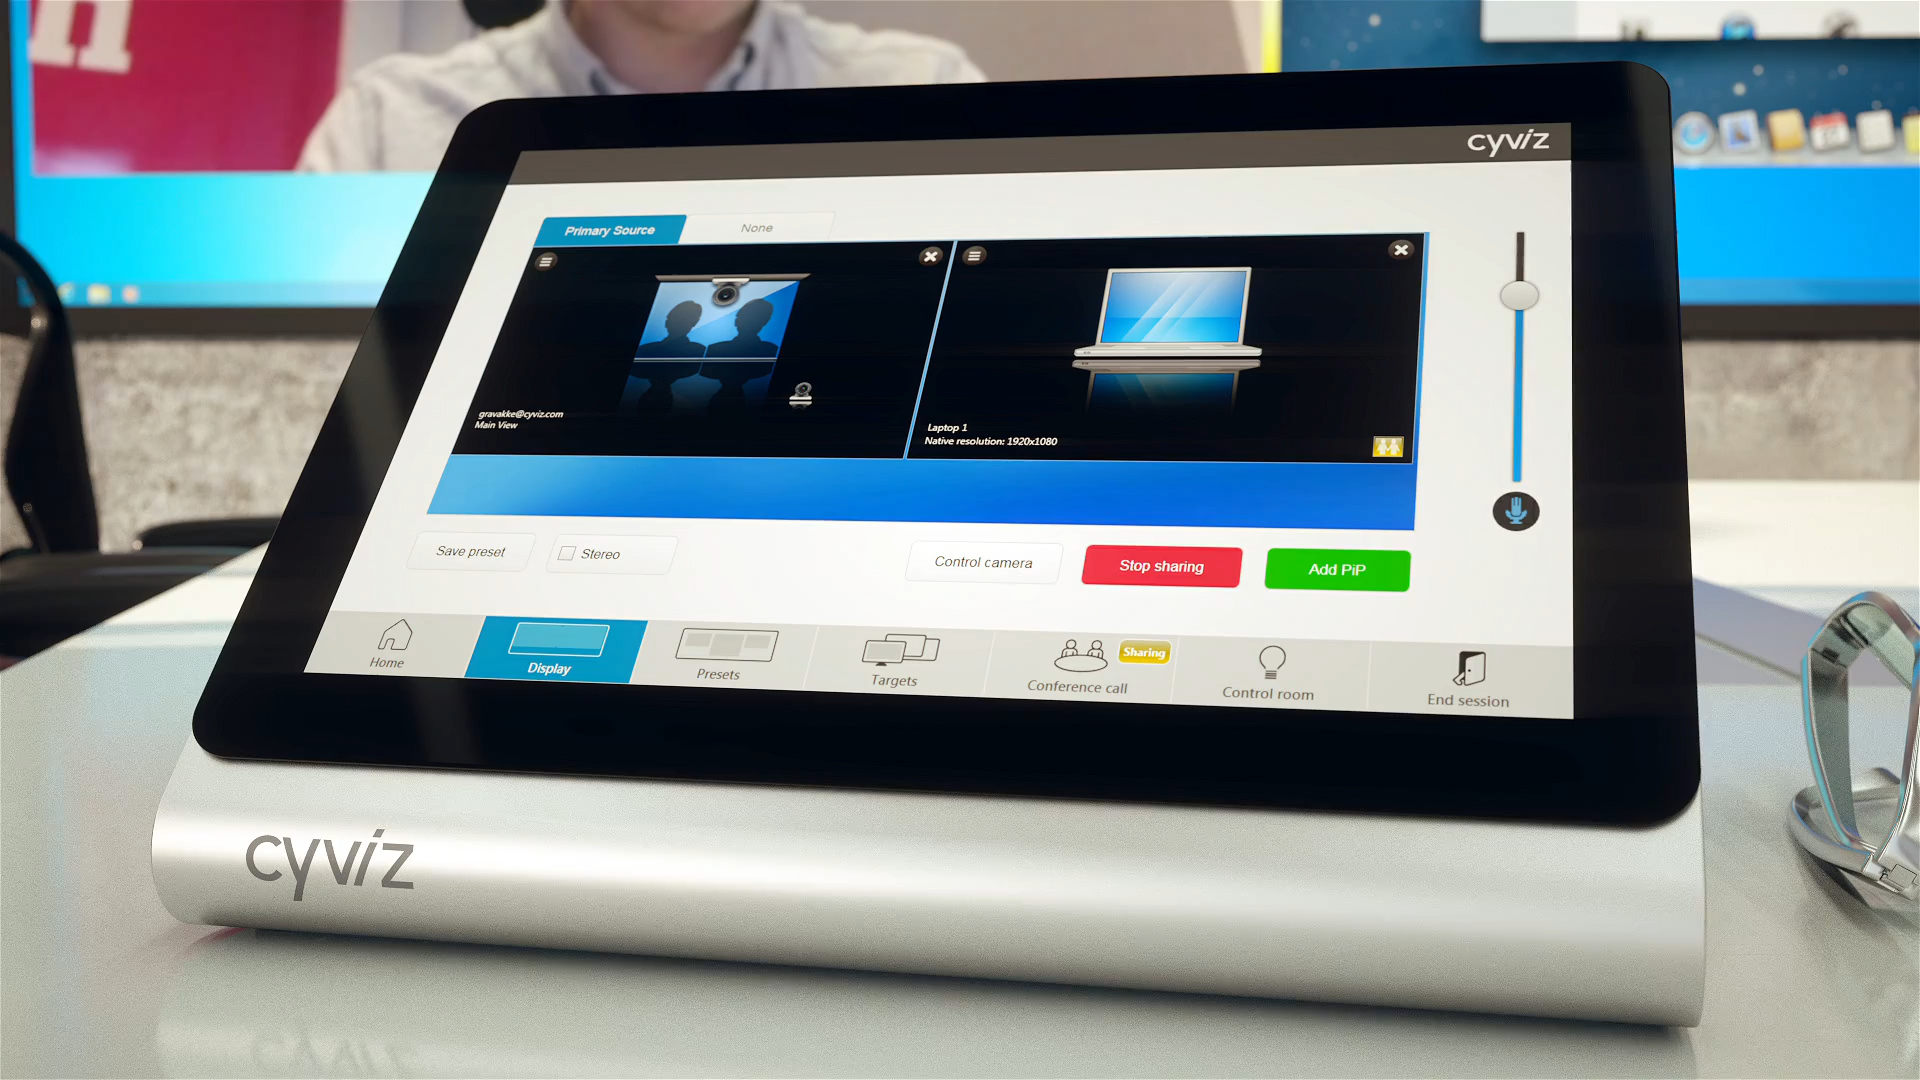 cyviz
Primary Source
None
gravakke@cyviz.com
Main View
Laptop 1
Native resolution: 1920x1080
Save preset
Stereo
Control camera
Stop sharing
Add PiP
Home
Display
Presets
Targets
Conference call
Sharing
Control room
End session
cyviz